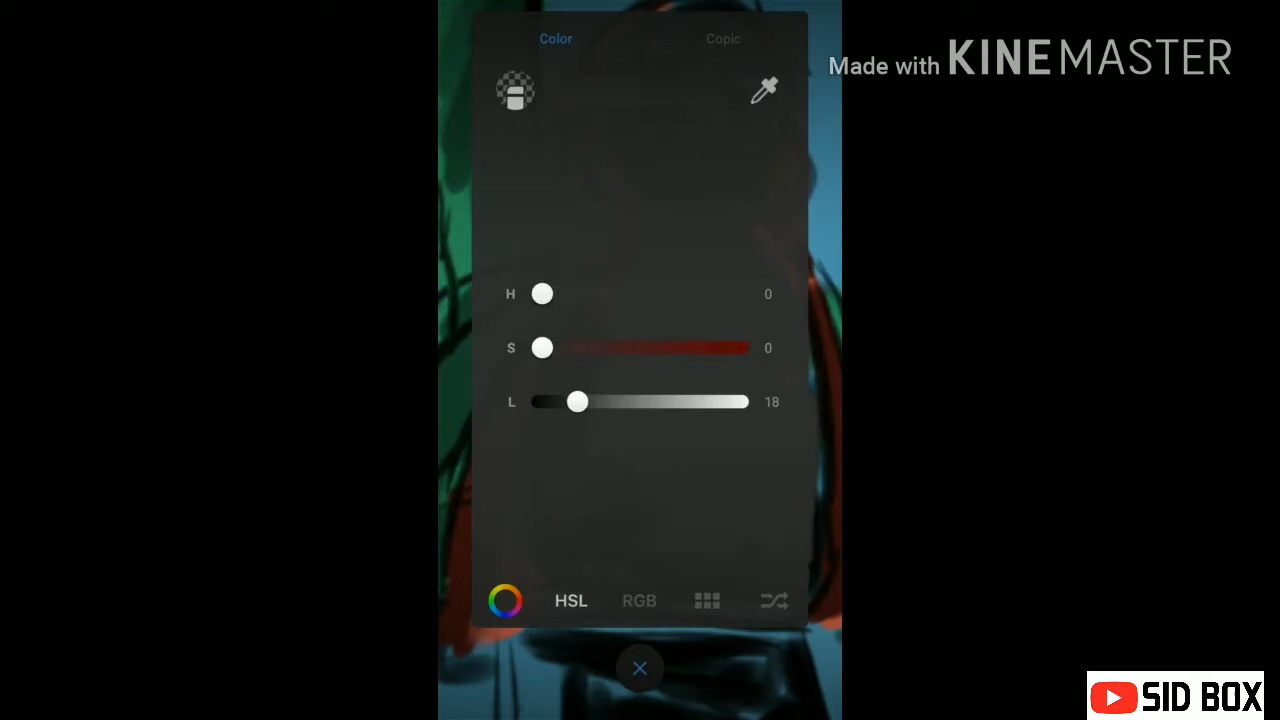 Color Copic
Made with KINEMASTER
H 0
S 0
L 18
HSL RGB
SID BOX